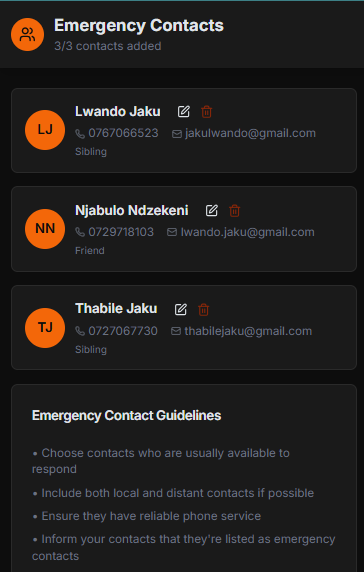 Emergency Contacts
3/3 contacts added
LJ
Lwando Jaku
0767066523 jakulwando@gmail.com
Sibling
NN
Njabulo Ndzekeni
0729718103 lwando.jaku@gmail.com
Friend
TJ
Thabile Jaku
0727067730 thabilejaku@gmail.com
Sibling
Emergency Contact Guidelines
• Choose contacts who are usually available to
respond
• Include both local and distant contacts if possible
• Ensure they have reliable phone service
• Inform your contacts that they're listed as emergency
contacts